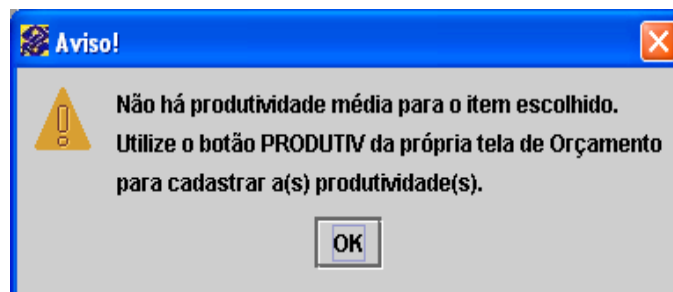 Aviso!
Não há produtividade média para o item escolhido.
Utilize o botão PRODUTIV da própria tela de Orçamento
para cadastrar a(s) produtividade(s).
OK